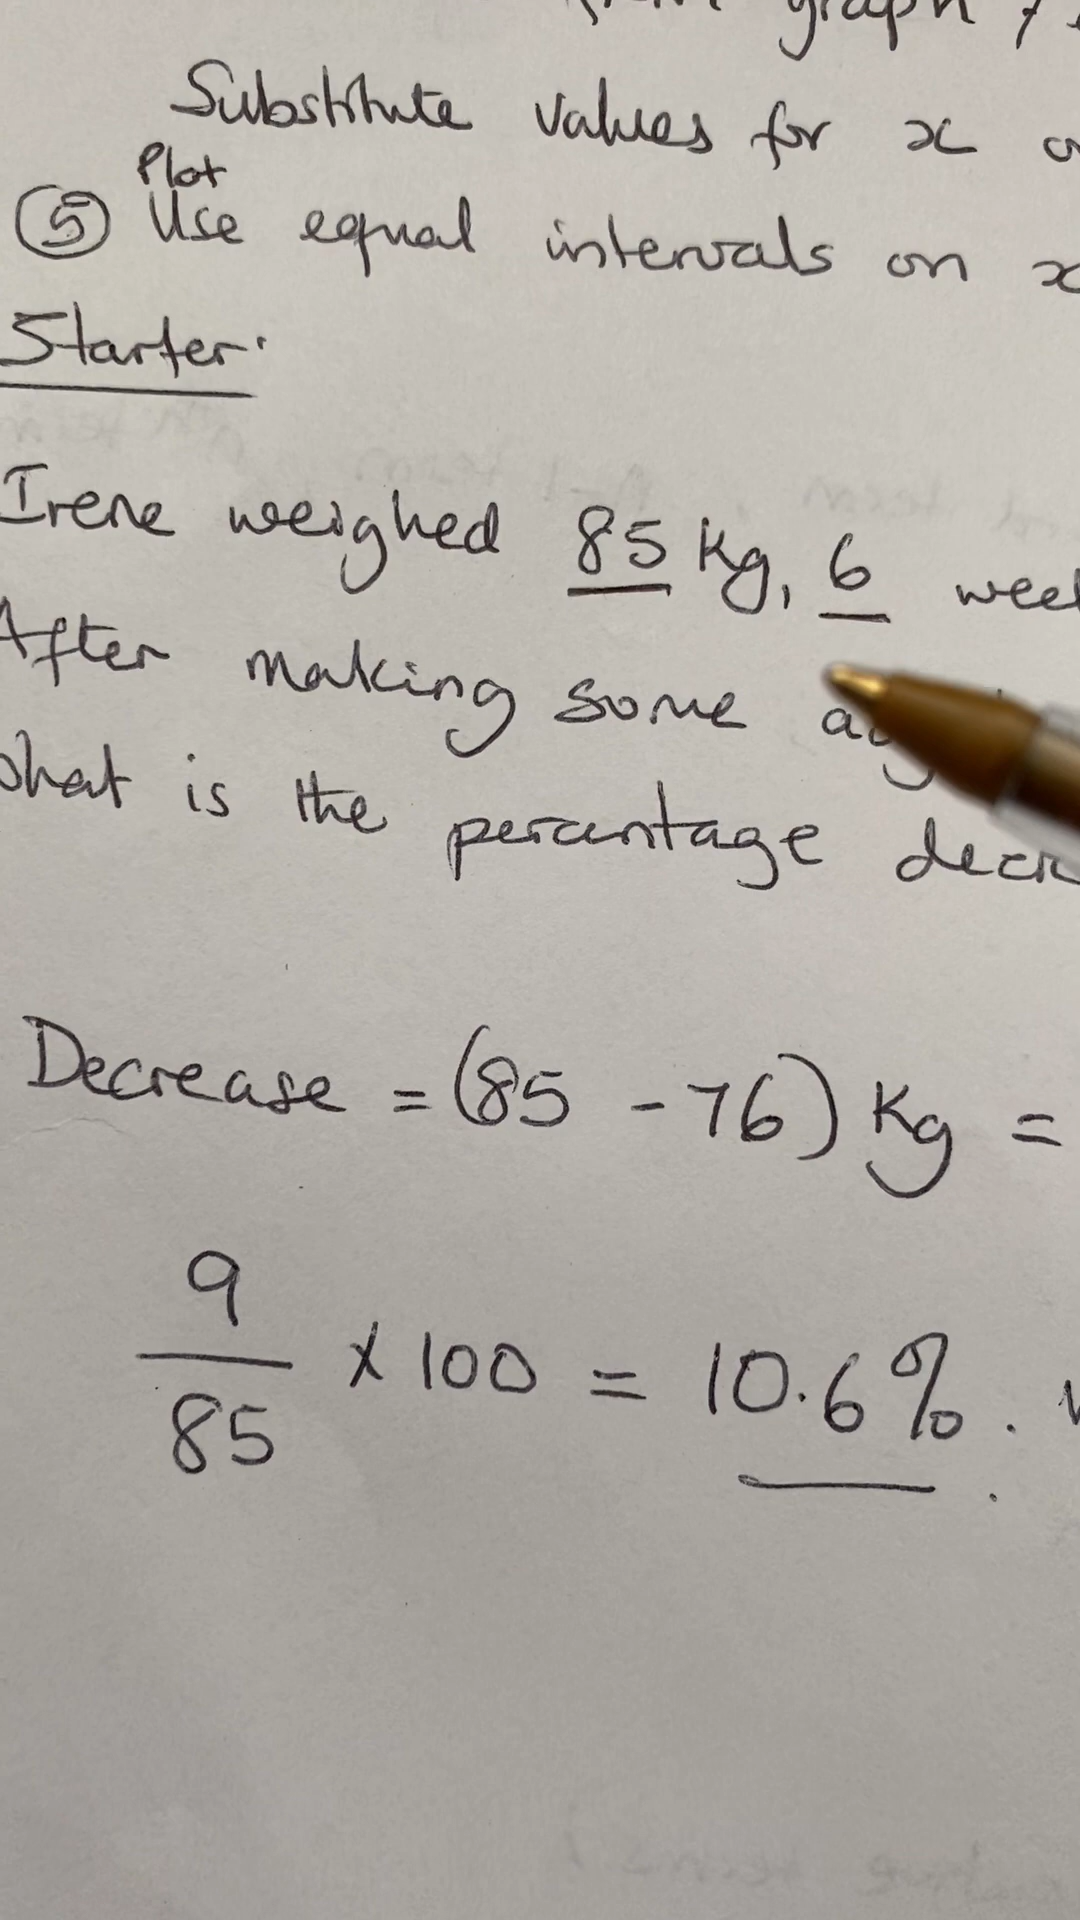 graph
Substitute values for x
Plot
⑤ Use equal intervals on x
Starter:
Irene weighed 85 Kg, 6
After making some
what is the percentage
Decrease = (85 - 76) Kg =
9
85 × 100 = 10.6%.